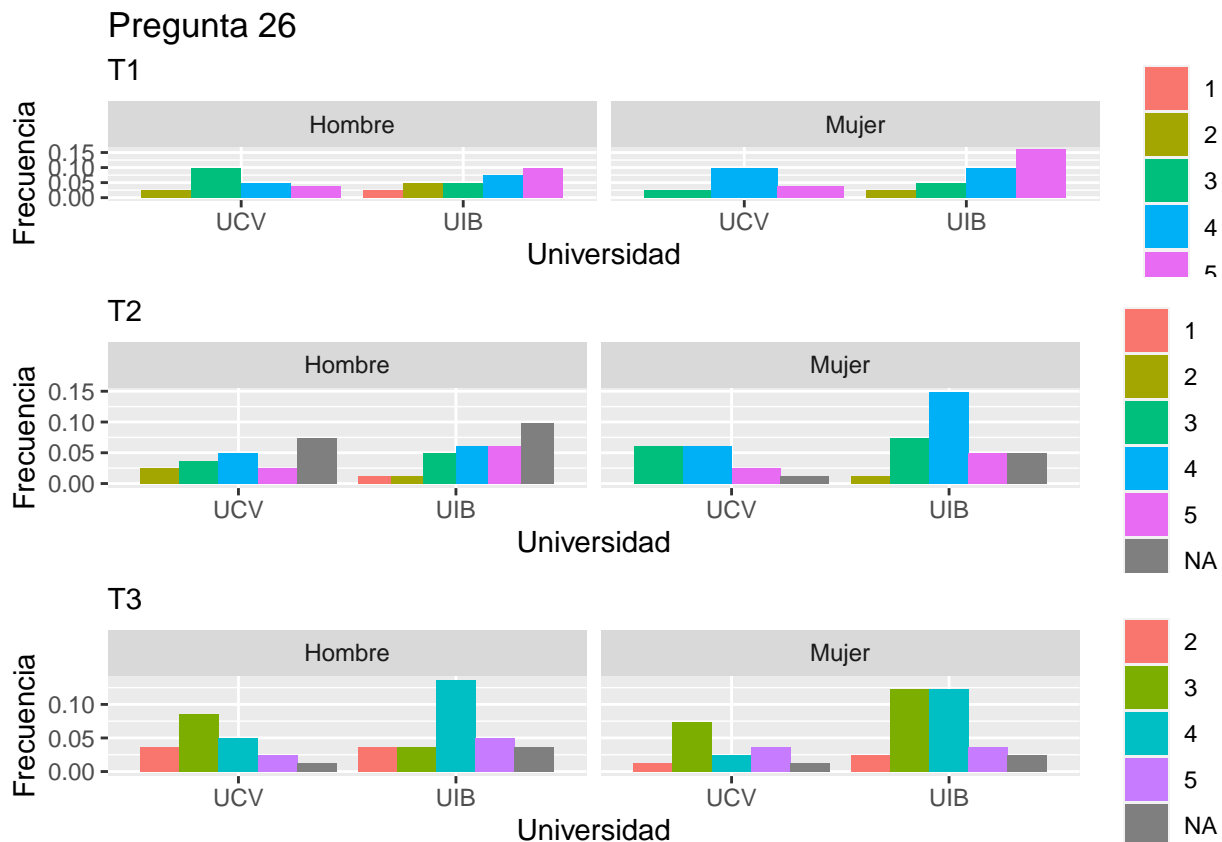 Pregunta 26
T1
Frecuencia
Hombre
Mujer
0.15
0.10
0.05
0.00
UCV
UIB
UCV
UIB
Universidad
1
2
3
4
5
T2
Frecuencia
Hombre
Mujer
0.15
0.10
0.05
0.00
UCV
UIB
UCV
UIB
Universidad
1
2
3
4
5
NA
T3
Frecuencia
Hombre
Mujer
0.10
0.05
0.00
UCV
UIB
UCV
UIB
Universidad
2
3
4
5
NA